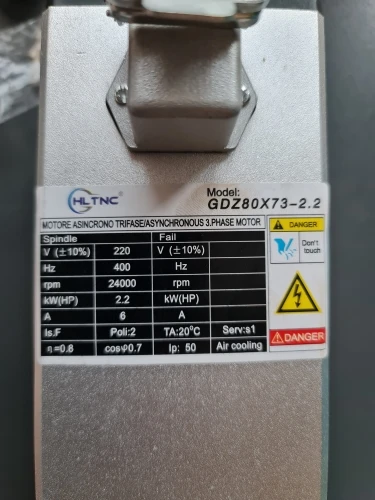 HLTNC
Model:
GDZ80X73-2.2
MOTORE ASINCRONO TRIFASE/ASYNCHRONOUS 3.PHASE MOTOR
DANGER
Spindle Fail
V (±10%) 220 V (±10%)
Don't
touch
Hz 400 Hz
rpm 24000 rpm
kW(HP) 2.2 kW(HP)
A 6 A
Is.F Poli:2 TA:20°C Serv:s1
DANGER
η=0.8 cosφ0.7 Ip: 50 Air cooling